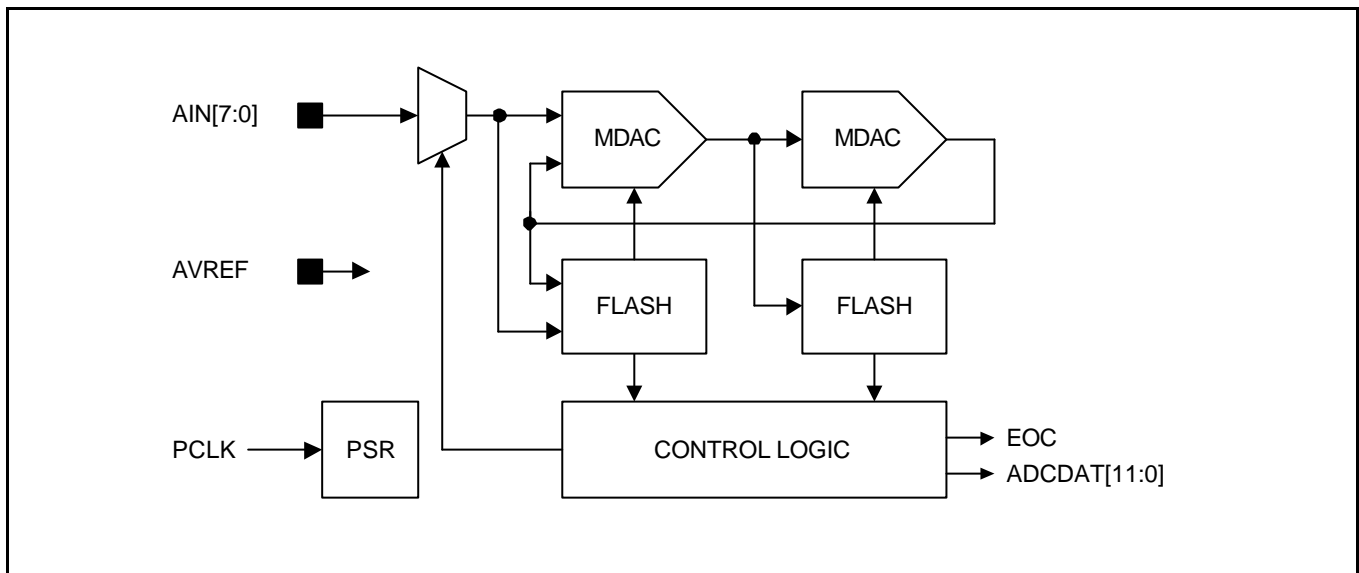 AIN[7:0]
MDAC
MDAC
AVREF
FLASH
FLASH
PCLK
PSR
CONTROL LOGIC
EOC
ADCDAT[11:0]